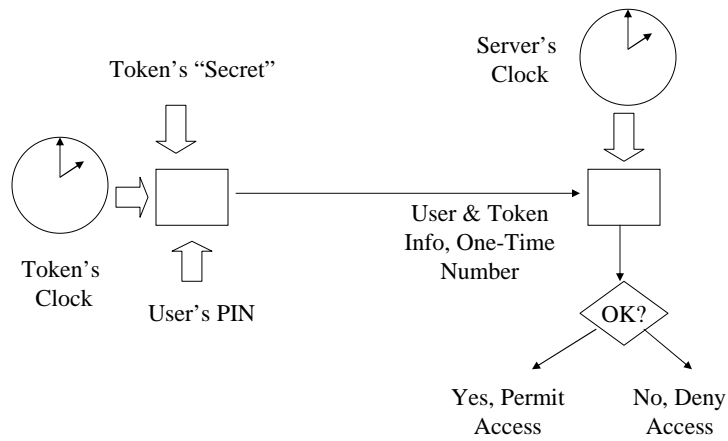 Server’s
Clock
Token’s “Secret”
User & Token
Info, One-Time
Number
Token’s
Clock
User’s PIN
OK?
Yes, Permit
Access
No, Deny
Access